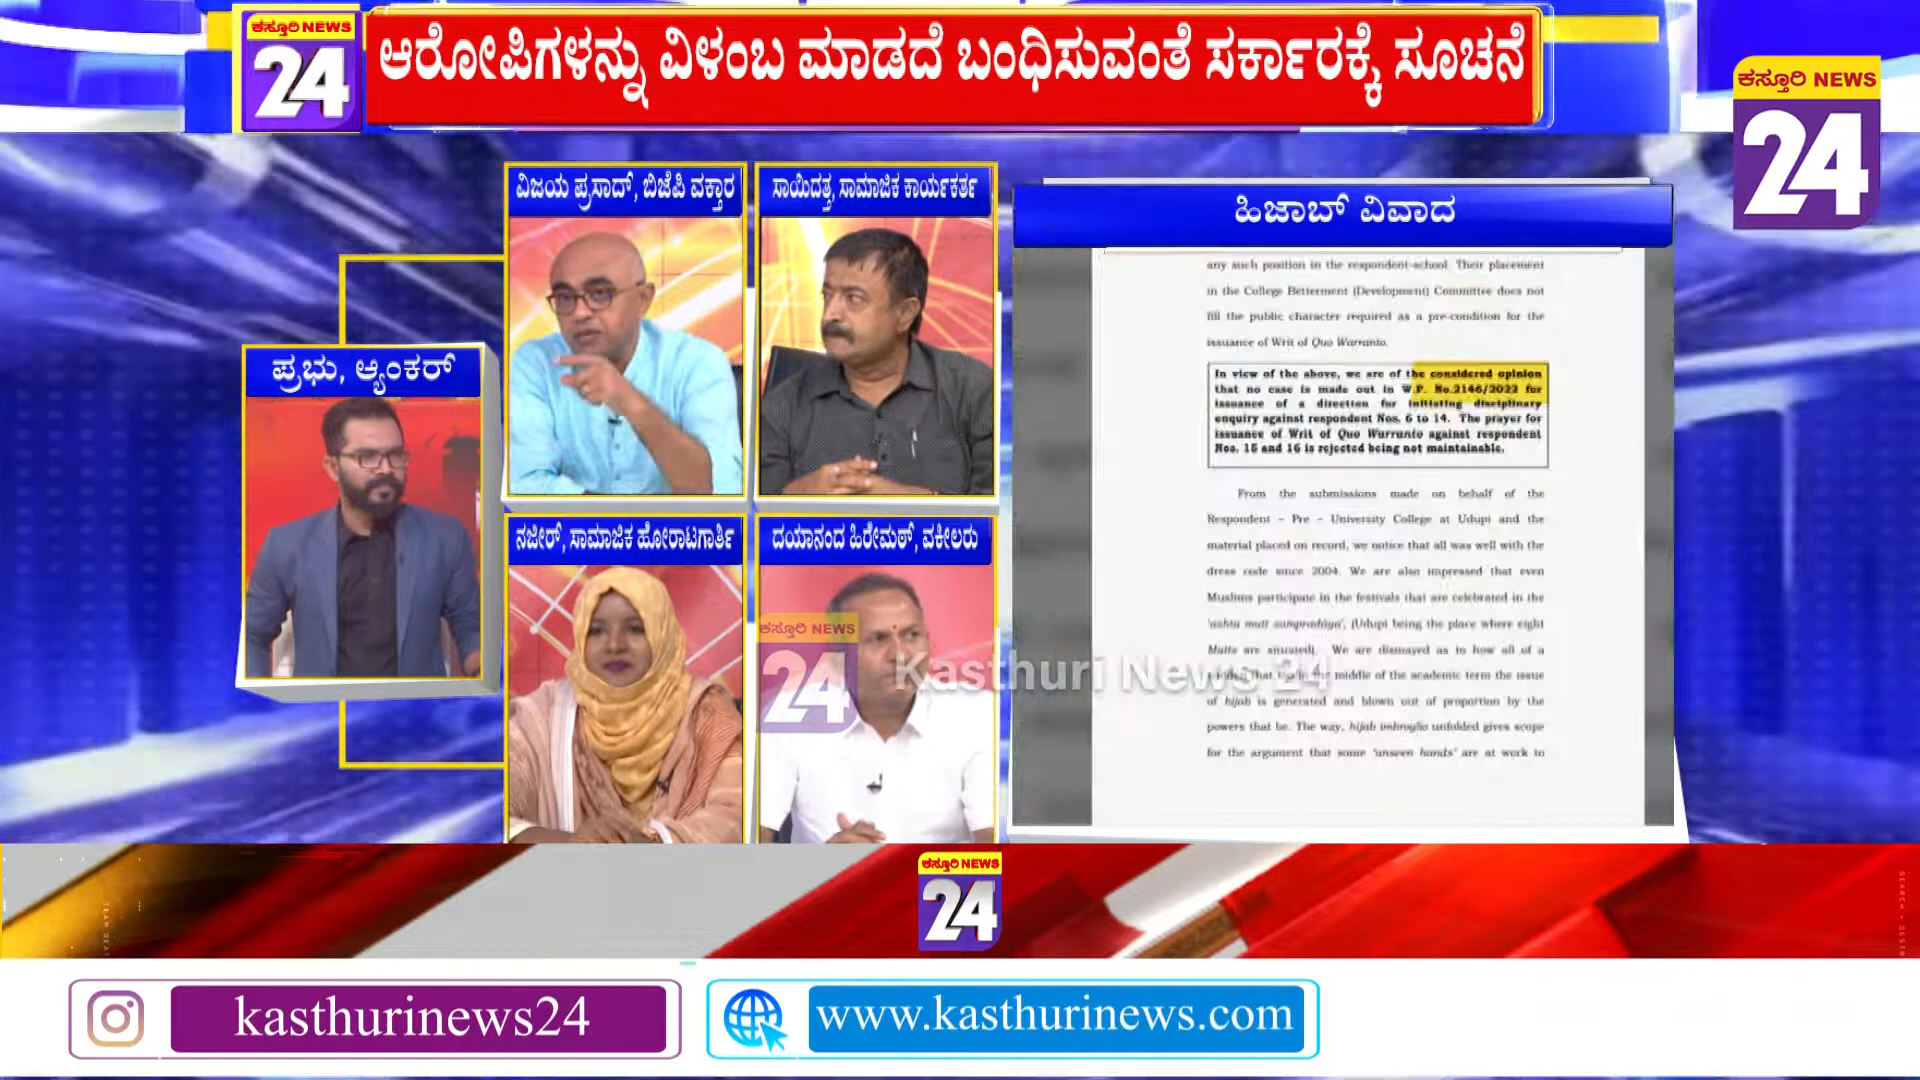 ಕಸ್ತೂರಿ NEWS
24
ಆರೋಪಿಗಳನ್ನು ವಿಳಂಬ ಮಾಡದೆ ಬಂಧಿಸುವಂತೆ ಸರ್ಕಾರಕ್ಕೆ ಸೂಚನೆ
ಕಸ್ತೂರಿ NEWS
24
ವಿಜಯ ಪ್ರಸಾದ್, ಬಿಜೆಪಿ ವಕ್ತಾರ
ಸಾಯಿದತ್ತ, ಸಾಮಾಜಿಕ ಕಾರ್ಯಕರ್ತ
ಪ್ರಭು, ಆ್ಯಂಕರ್
ನಜೀರ್, ಸಾಮಾಜಿಕ ಹೋರಾಟಗಾರ್ತಿ
ದಯಾನಂದ ಹಿರೇಮಠ್, ವಕೀಲರು
ಹಿಜಾಬ್ ವಿವಾದ
any such position in the respondent-school. Their placement
in the College Betterment (Development) Committee does not
fill the public character required as a pre-condition for the
issuance of Writ of Quo Warranto.
In view of the above, we are of the considered opinion
that no case is made out in W.P. No.2146/2022 for
issuance of a direction for initiating disciplinary
enquiry against respondent Nos. 6 to 14. The prayer for
issuance of Writ of Quo Warranto against respondent
Nos. 15 and 16 is rejected being not maintainable.
From the submissions made on behalf of the
Respondent – Pre – University College at Udupi and the
material placed on record, we notice that all was well with the
dress code since 2004. We are also impressed that even
Muslims participate in the festivals that are celebrated in the
'ashta mutt sampradāya', (Udupi being the place where eight
Mutts are situated). We are dismayed as to how all of a
that in the middle of the academic term the issue
of hijab is generated and blown out of proportion by the
powers that be. The way, hijab imbroglio unfolded gives scope
for the argument that some 'unseen hands' are at work to
ಕಸ್ತೂರಿ NEWS
24
Kasthuri News 24
ಕಸ್ತೂರಿ NEWS
24
kasthurinews24
www.kasthurinews.com